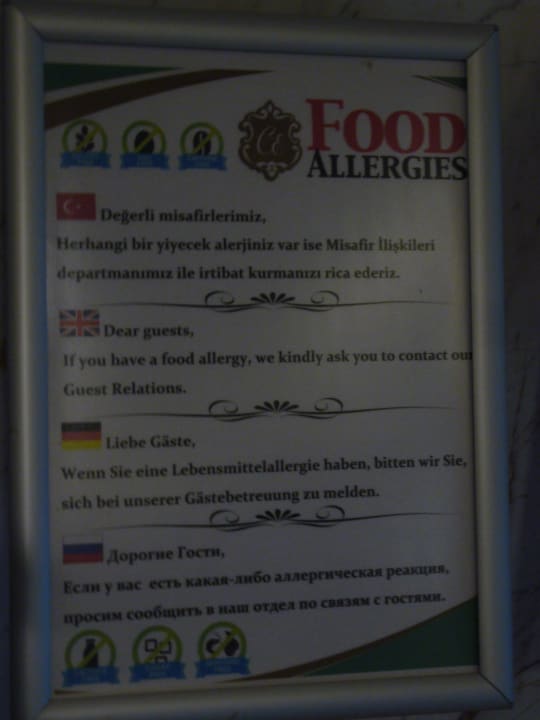 FOOD
ALLERGIES
Değerli misafirlerimiz,
Herhangi bir yiyecek alerjiniz var ise Misafir İlişkileri
departmanımız ile irtibat kurmanızı rica ederiz.
Dear guests,
If you have a food allergy, we kindly ask you to contact our
Guest Relations.
Liebe Gäste,
Wenn Sie eine Lebensmittelallergie haben, bitten wir Sie,
sich bei unserer Gästebetreuung zu melden.
Дорогие Гости,
Если у вас есть какая-либо аллергическая реакция,
просим сообщить в наш отдел по связям с гостями.